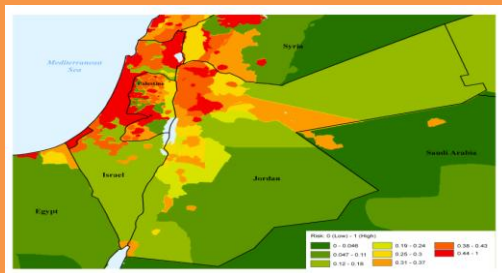 Mediterranean
Sea
Syria
Palestine
Saudi Arabia
Israel
Jordan
Egypt
Risk: 0 (Low) - 1 (High)
0 - 0.046
0.047 - 0.11
0.12 - 0.18
0.19 - 0.24
0.25 - 0.3
0.31 - 0.37
0.38 - 0.43
0.44 - 1